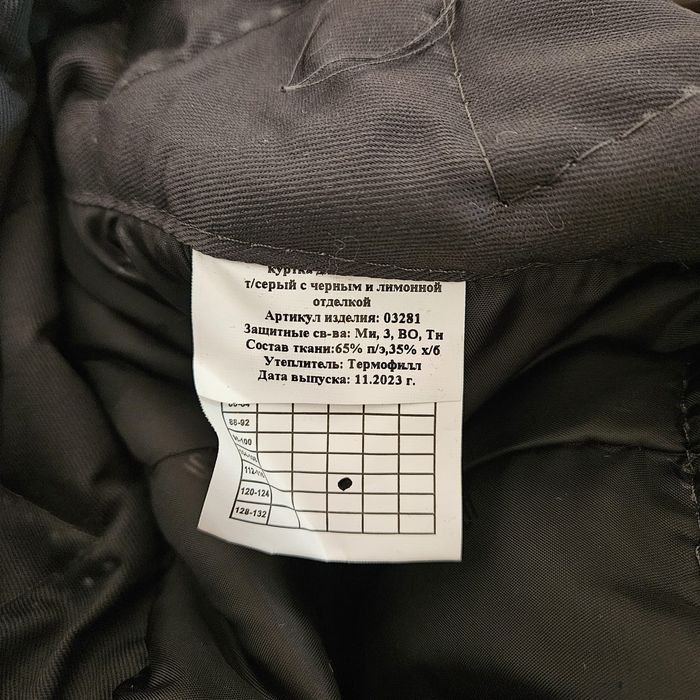 куртка
т/серый с черным и лимонной
отделкой
Артикул изделия: 03281
Защитные св-ва: Ми, З, ВО, Тн
Состав ткани:65% п/э,35% х/б
Утеплитель: Термофилл
Дата выпуска: 11.2023 г.
88-92
120-124
128-132